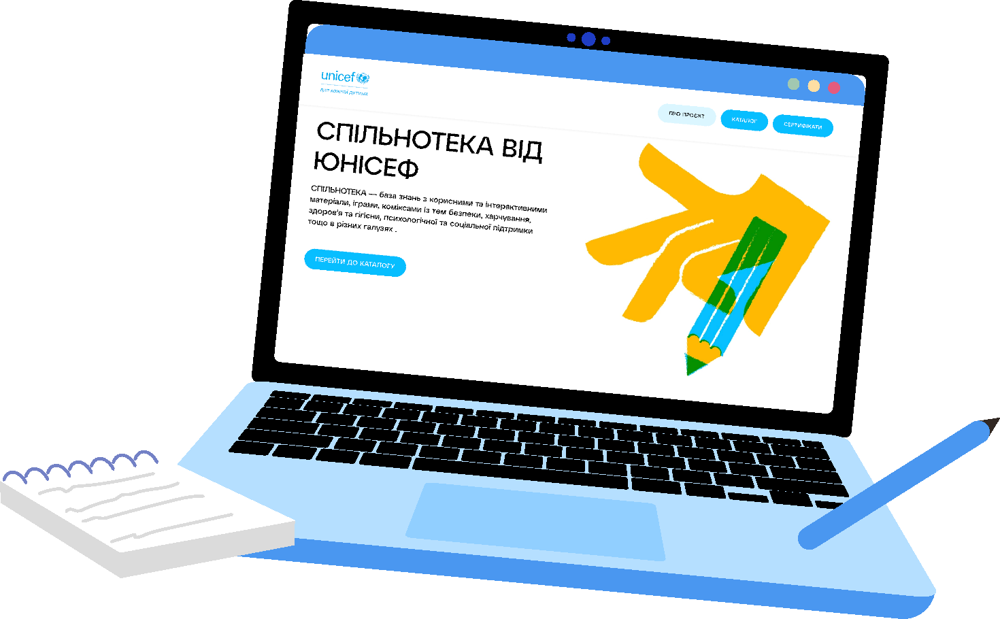 unicef
для кожної дитини
ПРО ПРОЄКТ
КАТАЛОГ
СЕРТИФІКАТИ
СПІЛЬНОТЕКА ВІД
ЮНІСЕФ
СПІЛЬНОТЕКА — база знань з корисними та інтерактивними
матеріали, іграми, коміксами із тем безпеки, харчування,
здоров'я та гігієни, психологічної та соціальної підтримки
тощо в різних галузях .
ПЕРЕЙТИ ДО КАТАЛОГУ